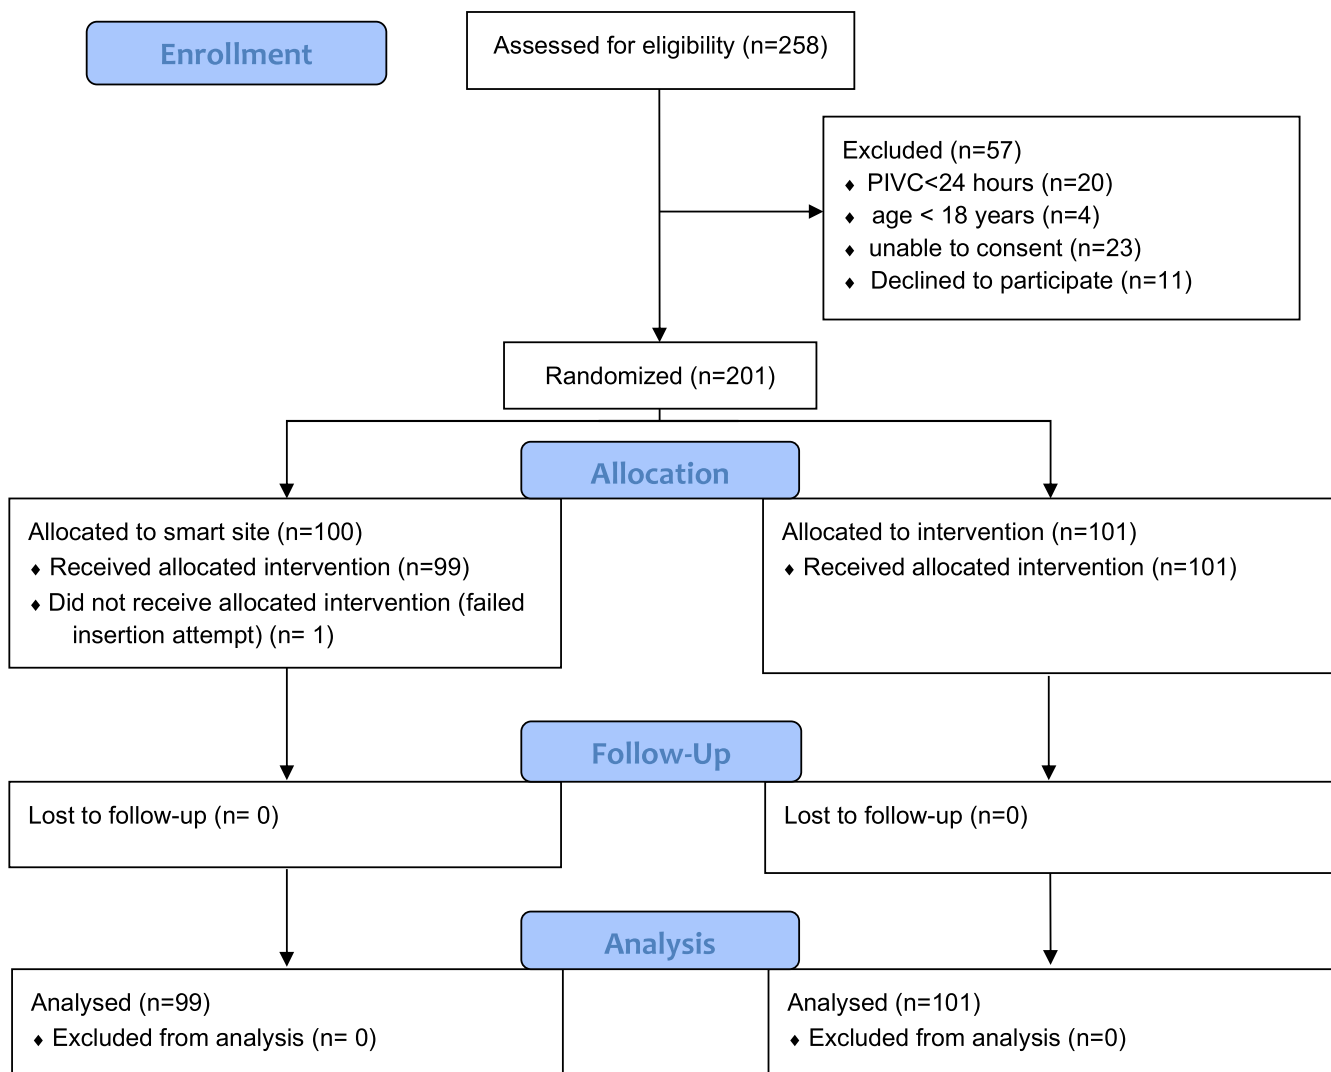 Enrollment
Assessed for eligibility (n=258)
Excluded (n=57)
♦ PIVC<24 hours (n=20)
♦ age < 18 years (n=4)
♦ unable to consent (n=23)
♦ Declined to participate (n=11)
Randomized (n=201)
Allocation
Allocated to smart site (n=100)
♦ Received allocated intervention (n=99)
♦ Did not receive allocated intervention (failed
insertion attempt) (n= 1)
Allocated to intervention (n=101)
♦ Received allocated intervention (n=101)
Follow-Up
Lost to follow-up (n= 0)
Lost to follow-up (n=0)
Analysis
Analysed (n=99)
♦ Excluded from analysis (n= 0)
Analysed (n=101)
♦ Excluded from analysis (n=0)